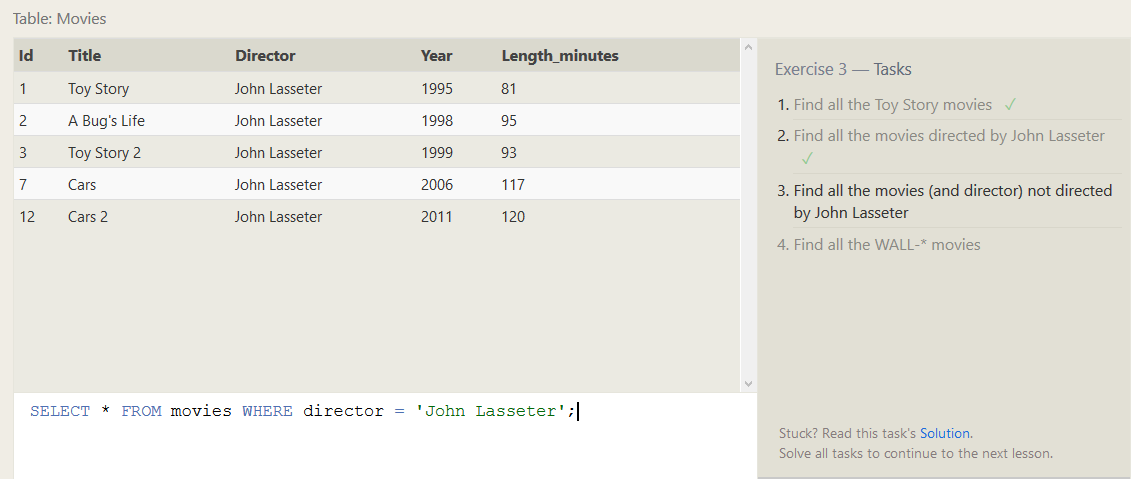 Table: Movies
Id Title Director Year Length_minutes
1 Toy Story John Lasseter 1995 81
2 A Bug's Life John Lasseter 1998 95
3 Toy Story 2 John Lasseter 1999 93
7 Cars John Lasseter 2006 117
12 Cars 2 John Lasseter 2011 120
SELECT * FROM movies WHERE director = 'John Lasseter';
Exercise 3 — Tasks
1. Find all the Toy Story movies ✓
2. Find all the movies directed by John Lasseter
✓
3. Find all the movies (and director) not directed
by John Lasseter
4. Find all the WALL-* movies
Stuck? Read this task's Solution.
Solve all tasks to continue to the next lesson.